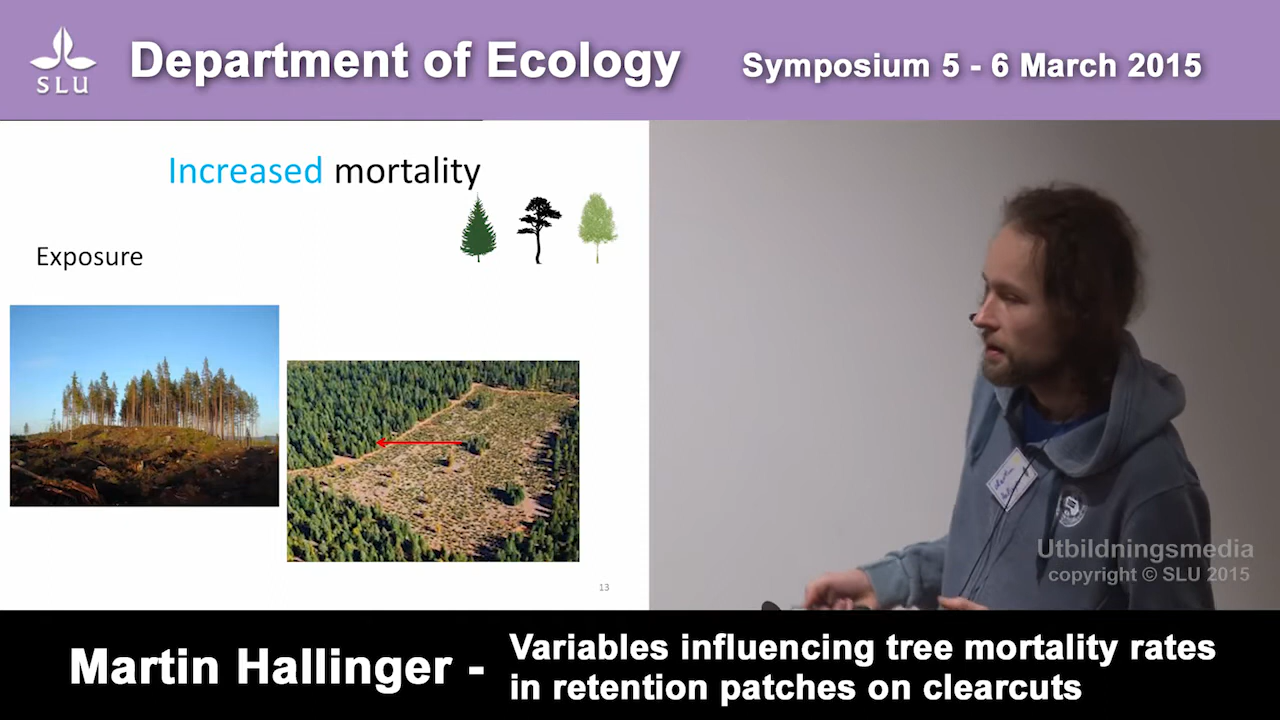 SLU
Department of Ecology
Symposium 5 - 6 March 2015
Increased mortality
Exposure
13
Utbildningsmedia
copyright © SLU 2015
Martin Hallinger -
Variables influencing tree mortality rates
in retention patches on clearcuts